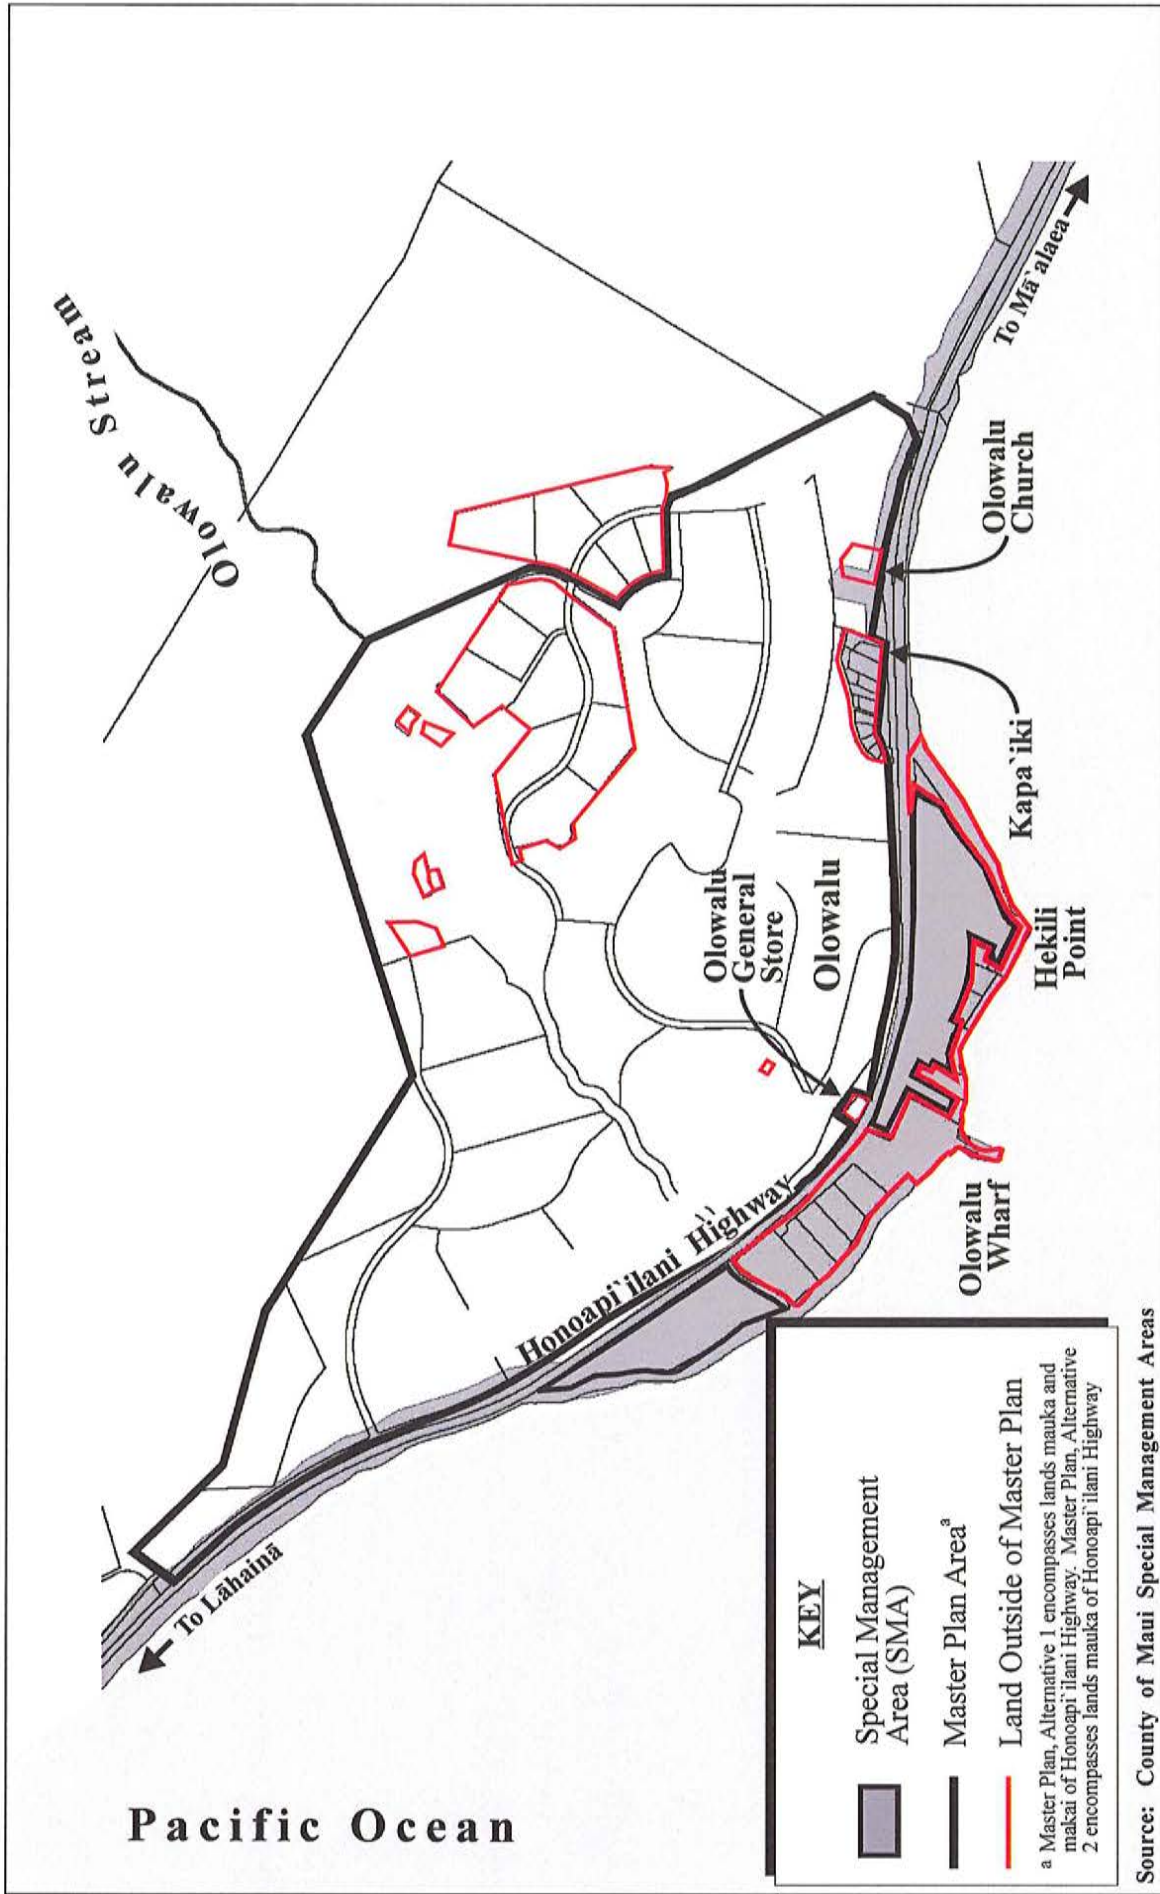 Olowalu Stream
To Mā`alaea
Olowalu
Church
Kapa`iki
Hekili
Point
Olowalu
General
Store
Olowalu
Olowalu
Wharf
Honoapi`ilani Highway
To Lāhainā
Pacific Ocean
KEY
Special Management
Area (SMA)
Master Plan Areaª
Land Outside of Master Plan
a Master Plan, Alternative 1 encompasses lands mauka and
makai of Honoapi`ilani Highway. Master Plan, Alternative
2 encompasses lands mauka of Honoapi`ilani Highway
Source: County of Maui Special Management Areas